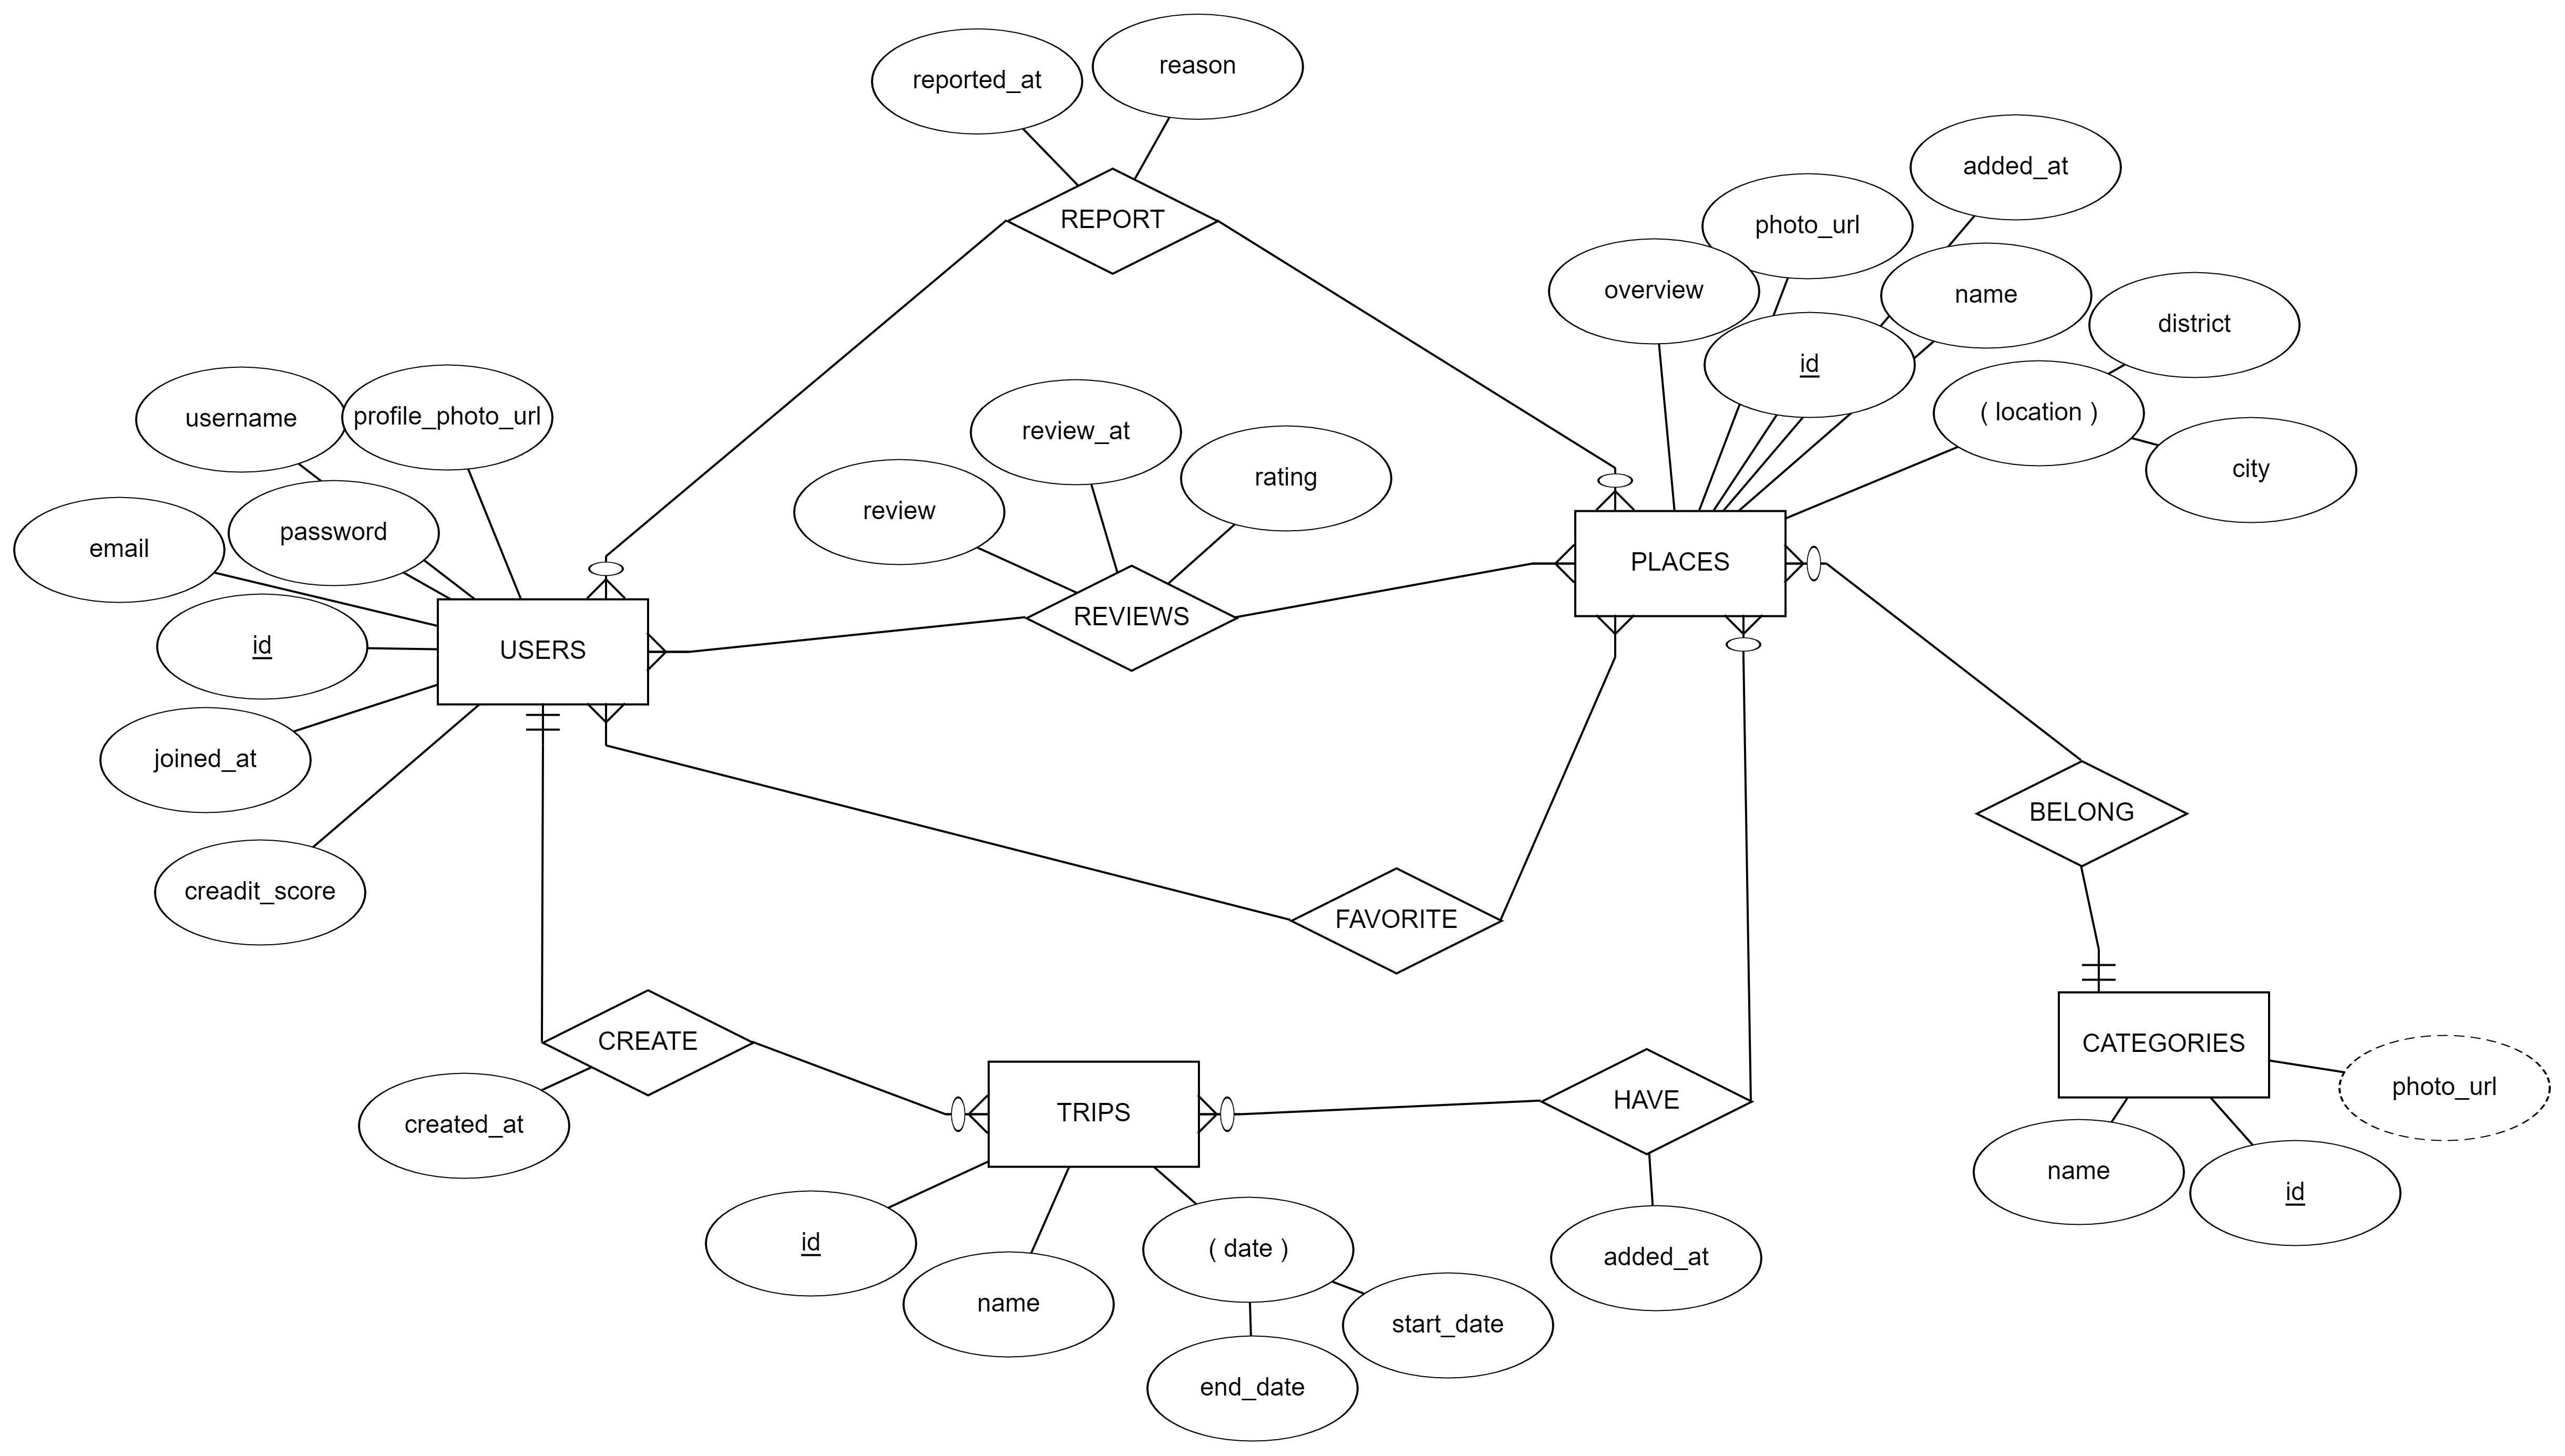 reported_at
reason
REPORT
added_at
photo_url
overview
name
id
district
( location )
city
username
profile_photo_url
password
email
id
joined_at
creadit_score
USERS
review
review_at
rating
REVIEWS
PLACES
BELONG
FAVORITE
CREATE
created_at
TRIPS
HAVE
CATEGORIES
photo_url
name
id
id
name
( date )
start_date
end_date
added_at